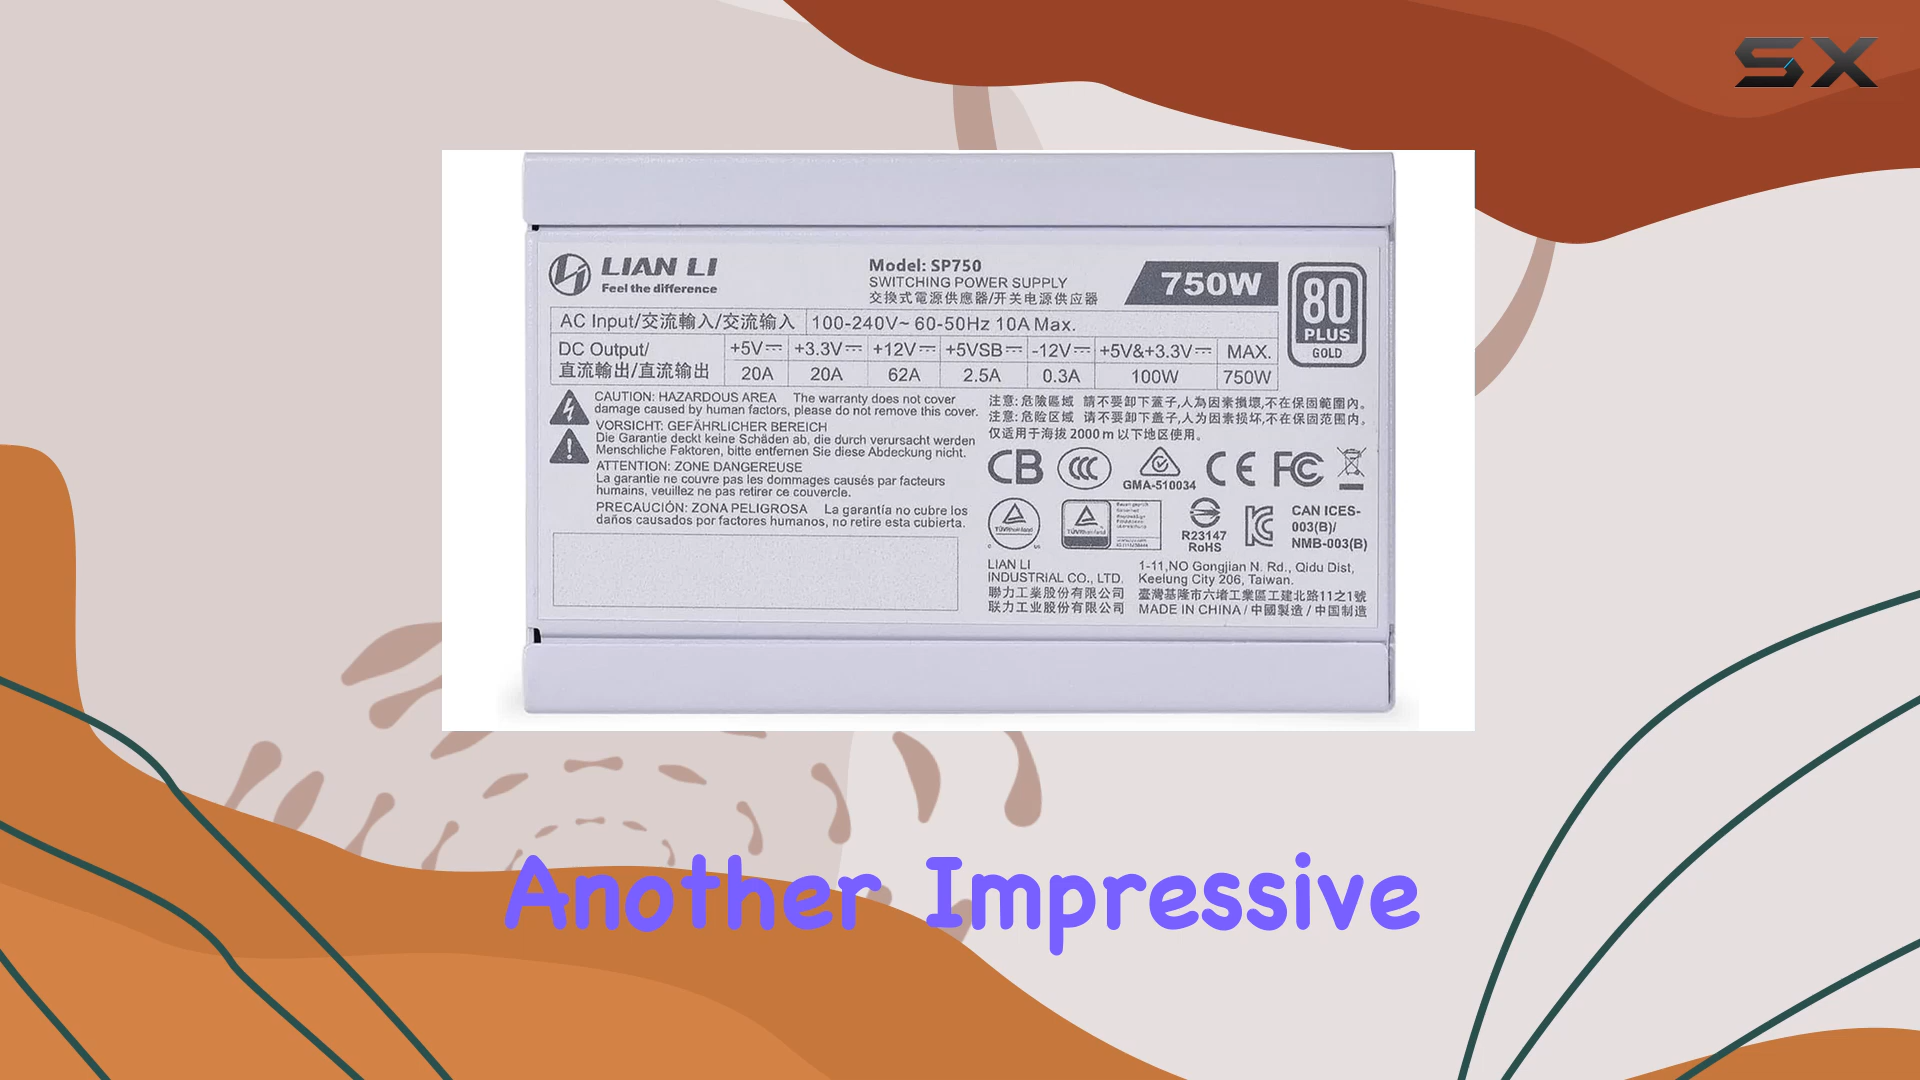 SX
LIAN LI
Feel the difference
Model: SP750
SWITCHING POWER SUPPLY
交換式電源供應器/开关电源供应器
750W
80
PLUS
GOLD
AC Input/交流輸入/交流输入 100-240V~ 60-50Hz 10A Max.
DC Output/
直流輸出/直流输出
+5V⎓ +3.3V⎓ +12V⎓ +5VSB⎓ -12V⎓ +5V&+3.3V⎓ MAX.
20A 20A 62A 2.5A 0.3A 100W 750W
CAUTION: HAZARDOUS AREA The warranty does not cover
damage caused by human factors, please do not remove this cover.
VORSICHT: GEFÄHRLICHER BEREICH
Die Garantie deckt keine Schäden ab, die durch verursacht werden
Menschliche Faktoren, bitte entfernen Sie diese Abdeckung nicht.
ATTENTION: ZONE DANGEREUSE
La garantie ne couvre pas les dommages causés par facteurs
humains, veuillez ne pas retirer ce couvercle.
PRECAUCIÓN: ZONA PELIGROSA La garantía no cubre los
daños causados por factores humanos, no retire esta cubierta.
注意: 危險區域 請不要卸下蓋子,人為因素損壞,不在保固範圍內。
注意: 危险区域 请不要卸下盖子,人为因素损坏,不在保固范围内。
仅适用于海拔 2000 m 以下地区使用。
CB CCC GMA-510034 CE FC
TÜVRheinland
TÜVRheinland
R23147
RoHS
CAN ICES-
003(B)/
NMB-003(B)
LIAN LI
INDUSTRIAL CO., LTD.
聯力工業股份有限公司
联力工业股份有限公司
1-11,NO Gongjian N. Rd., Qidu Dist,
Keelung City 206, Taiwan.
臺灣基隆市六堵工業區工建北路11之1號
MADE IN CHINA / 中國製造 / 中国制造
Another Impressive